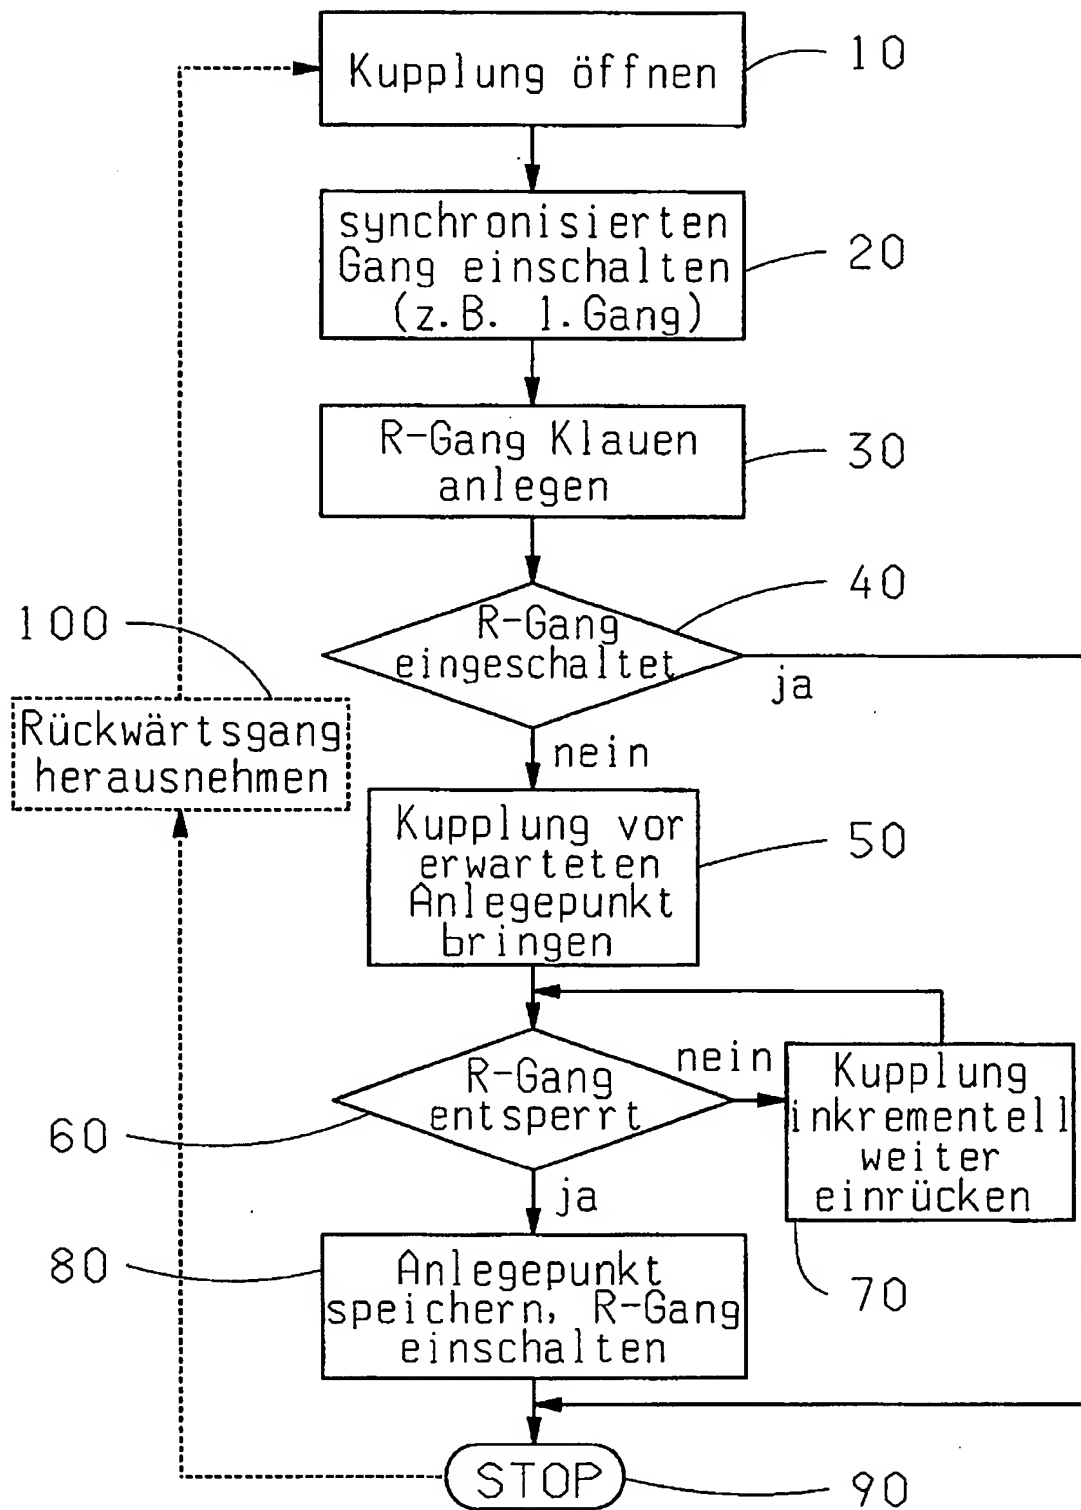 Kupplung öffnen
10
synchronisierten
Gang einschalten
(z.B. 1.Gang)
20
R-Gang Klauen
anlegen
30
R-Gang
eingeschaltet
40
ja
nein
100
Rückwärtsgang
herausnehmen
Kupplung vor
erwarteten
Anlegepunkt
bringen
50
R-Gang
entsperrt
60
nein
Kupplung
inkrementell
weiter
einrücken
70
ja
Anlegepunkt
speichern, R-Gang
einschalten
80
STOP
90